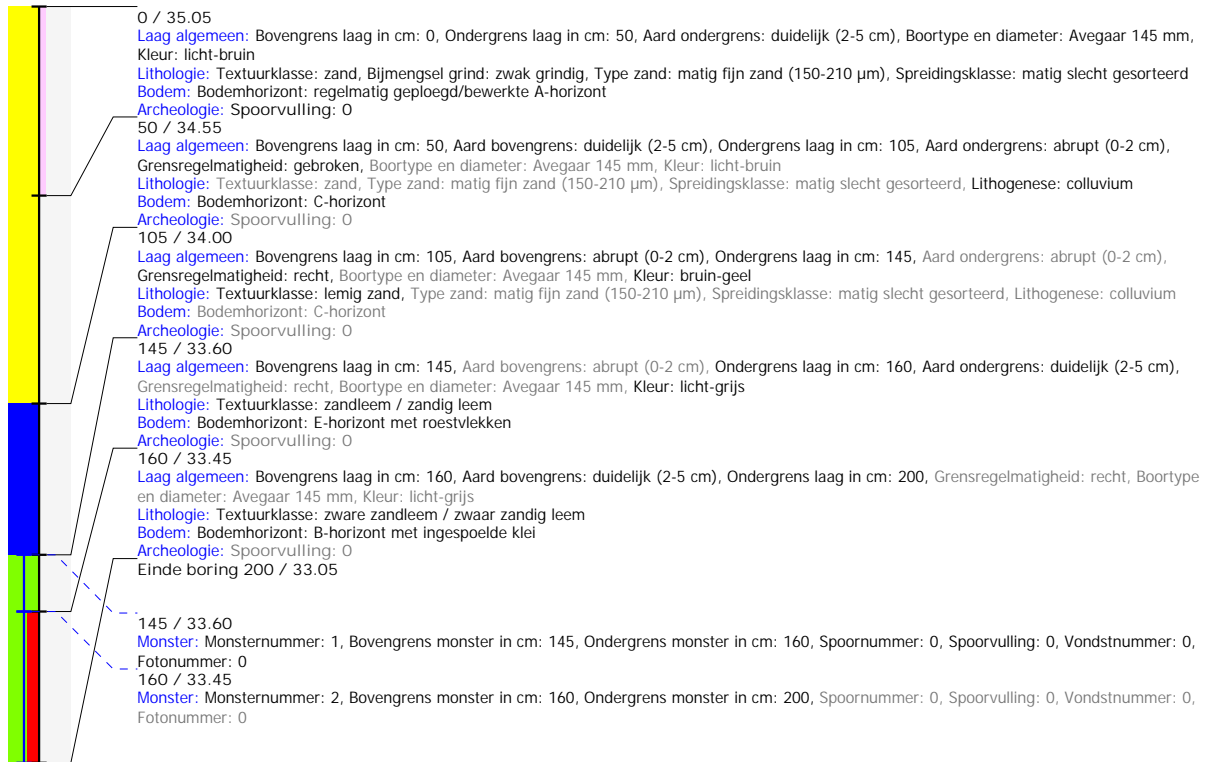 0 / 35.05
Laag algemeen: Bovengrens laag in cm: 0, Ondergrens laag in cm: 50, Aard ondergrens: duidelijk (2-5 cm), Boortype en diameter: Avegaar 145 mm,
Kleur: licht-bruin
Lithologie: Textuurklasse: zand, Bijmengsel grind: zwak grindig, Type zand: matig fijn zand (150-210 µm), Spreidingsklasse: matig slecht gesorteerd
Bodem: Bodemhorizont: regelmatig geploegd/bewerkte A-horizont
Archeologie: Spoorvulling: 0
50 / 34.55
Laag algemeen: Bovengrens laag in cm: 50, Aard bovengrens: duidelijk (2-5 cm), Ondergrens laag in cm: 105, Aard ondergrens: abrupt (0-2 cm),
Grensregelmatigheid: gebroken, Boortype en diameter: Avegaar 145 mm, Kleur: licht-bruin
Lithologie: Textuurklasse: zand, Type zand: matig fijn zand (150-210 µm), Spreidingsklasse: matig slecht gesorteerd, Lithogenese: colluvium
Bodem: Bodemhorizont: C-horizont
Archeologie: Spoorvulling: 0
105 / 34.00
Laag algemeen: Bovengrens laag in cm: 105, Aard bovengrens: abrupt (0-2 cm), Ondergrens laag in cm: 145, Aard ondergrens: abrupt (0-2 cm),
Grensregelmatigheid: recht, Boortype en diameter: Avegaar 145 mm, Kleur: bruin-geel
Lithologie: Textuurklasse: lemig zand, Type zand: matig fijn zand (150-210 µm), Spreidingsklasse: matig slecht gesorteerd, Lithogenese: colluvium
Bodem: Bodemhorizont: C-horizont
Archeologie: Spoorvulling: 0
145 / 33.60
Laag algemeen: Bovengrens laag in cm: 145, Aard bovengrens: abrupt (0-2 cm), Ondergrens laag in cm: 160, Aard ondergrens: duidelijk (2-5 cm),
Grensregelmatigheid: recht, Boortype en diameter: Avegaar 145 mm, Kleur: licht-grijs
Lithologie: Textuurklasse: zandleem / zandig leem
Bodem: Bodemhorizont: E-horizont met roestvlekken
Archeologie: Spoorvulling: 0
160 / 33.45
Laag algemeen: Bovengrens laag in cm: 160, Aard bovengrens: duidelijk (2-5 cm), Ondergrens laag in cm: 200, Grensregelmatigheid: recht, Boortype
en diameter: Avegaar 145 mm, Kleur: licht-grijs
Lithologie: Textuurklasse: zware zandleem / zwaar zandig leem
Bodem: Bodemhorizont: B-horizont met ingespoelde klei
Archeologie: Spoorvulling: 0
Einde boring 200 / 33.05
145 / 33.60
Monster: Monsternummer: 1, Bovengrens monster in cm: 145, Ondergrens monster in cm: 160, Spoornummer: 0, Spoorvulling: 0, Vondstnummer: 0,
Fotonummer: 0
160 / 33.45
Monster: Monsternummer: 2, Bovengrens monster in cm: 160, Ondergrens monster in cm: 200, Spoornummer: 0, Spoorvulling: 0, Vondstnummer: 0,
Fotonummer: 0